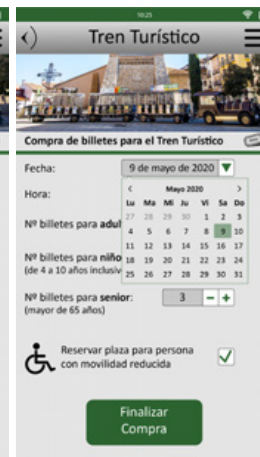 10:25
Tren Turístico
Compra de billetes para el Tren Turístico
Fecha: 9 de mayo de 2020
Hora:
Mayo 2020
Lu Ma Mi Ju Vi Sa Do
27 28 29 30 1 2 3
4 5 6 7 8 9 10
11 12 13 14 15 16 17
18 19 20 21 22 23 24
25 26 27 28 29 30 31
Nº billetes para adul
Nº billetes para niño
(de 4 a 10 años inclusiv
Nº billetes para senior: 3 - +
(mayor de 65 años)
Reservar plaza para persona
con movilidad reducida
Finalizar
Compra